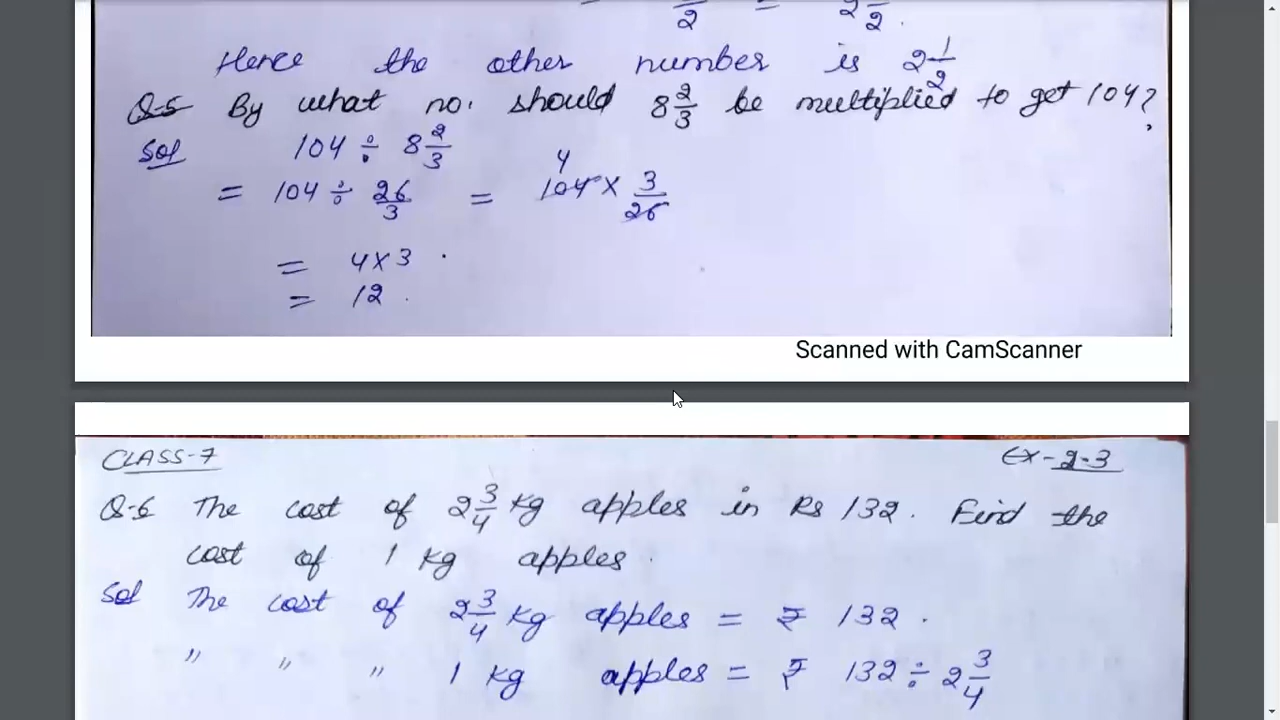 = /2 = 2 /2.
Hence the other number is 2 1/2
Q-5 By what no. should 8 2/3 be multiplied to get 104?
Sol 104 ÷ 8 2/3
= 104 ÷ 26/3 = 4 104 × 3/26
= 4×3
= 12
Scanned with CamScanner
CLASS-7 EX-2.3
Q-6 The cost of 2 3/4 kg apples in Rs 132. Find the
cost of 1 kg apples.
Sol The cost of 2 3/4 kg apples = ₹ 132.
" " " 1 kg apples = ₹ 132 ÷ 2 3/4